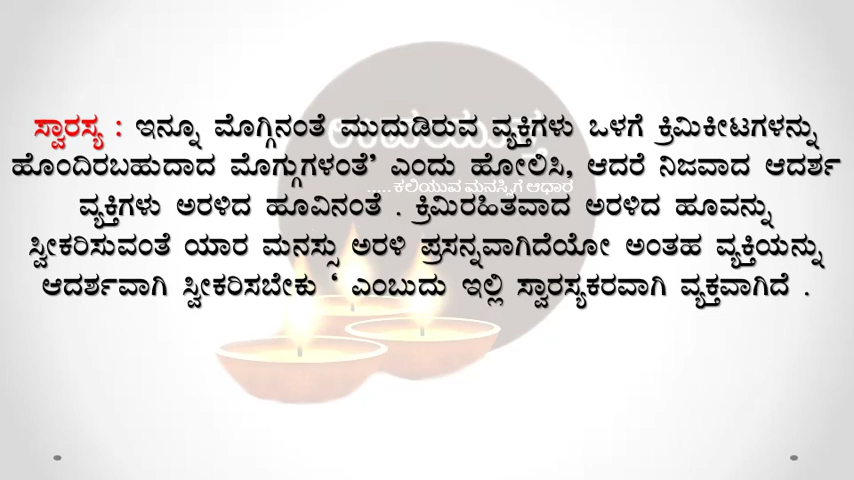 ಸ್ವಾರಸ್ಯ : ಇನ್ನೂ ಮೊಗ್ಗಿನಂತೆ ಮುದುಡಿರುವ ವ್ಯಕ್ತಿಗಳು ಒಳಗೆ ಕ್ರಿಮಿಕೀಟಗಳನ್ನು
ಹೊಂದಿರಬಹುದಾದ ಮೊಗ್ಗುಗಳಂತೆ’ ಎಂದು ಹೋಲಿಸಿ, ಆದರೆ ನಿಜವಾದ ಆದರ್ಶ
.....ಕಲಿಯುವ ಮನಸ್ಸಿಗೆ ಆಧಾರ
ವ್ಯಕ್ತಿಗಳು ಅರಳಿದ ಹೂವಿನಂತೆ . ಕ್ರಿಮಿರಹಿತವಾದ ಅರಳಿದ ಹೂವನ್ನು
ಸ್ವೀಕರಿಸುವಂತೆ ಯಾರ ಮನಸ್ಸು ಅರಳಿ ಪ್ರಸನ್ನವಾಗಿದೆಯೋ ಅಂತಹ ವ್ಯಕ್ತಿಯನ್ನು
ಆದರ್ಶವಾಗಿ ಸ್ವೀಕರಿಸಬೇಕು ‘ ಎಂಬುದು ಇಲ್ಲಿ ಸ್ವಾರಸ್ಯಕರವಾಗಿ ವ್ಯಕ್ತವಾಗಿದೆ .